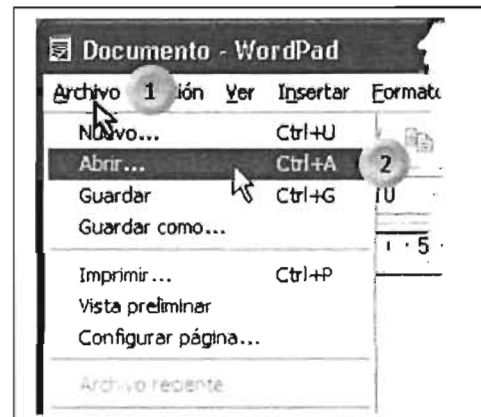 Documento - WordPad
Archivo 1 ión Ver Insertar Formato
Nuevo... Ctrl+U
Abrir... Ctrl+A 2
Guardar Ctrl+G U
Guardar como...
5
Imprimir... Ctrl+P
Vista preliminar
Configurar página...
Archivo reciente